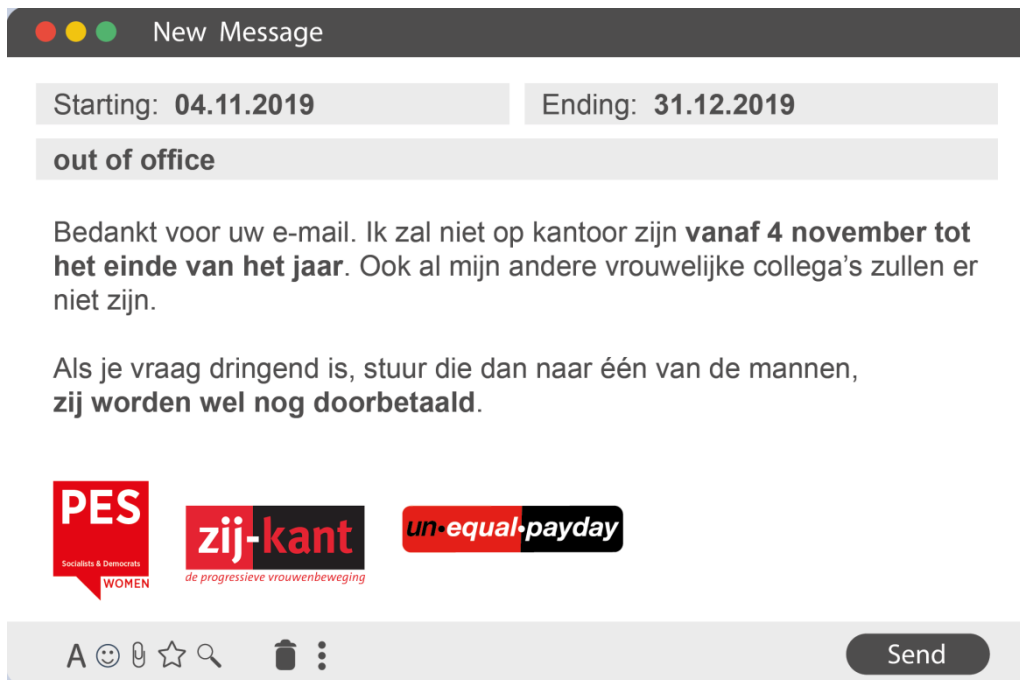 New Message
Starting: 04.11.2019
Ending: 31.12.2019
out of office
Bedankt voor uw e-mail. Ik zal niet op kantoor zijn vanaf 4 november tot
het einde van het jaar. Ook al mijn andere vrouwelijke collega’s zullen er
niet zijn.
Als je vraag dringend is, stuur die dan naar één van de mannen,
zij worden wel nog doorbetaald.
PES
Socialists & Democrats
WOMEN
zij-kant
de progressieve vrouwenbeweging
un•equal•payday
A
Send